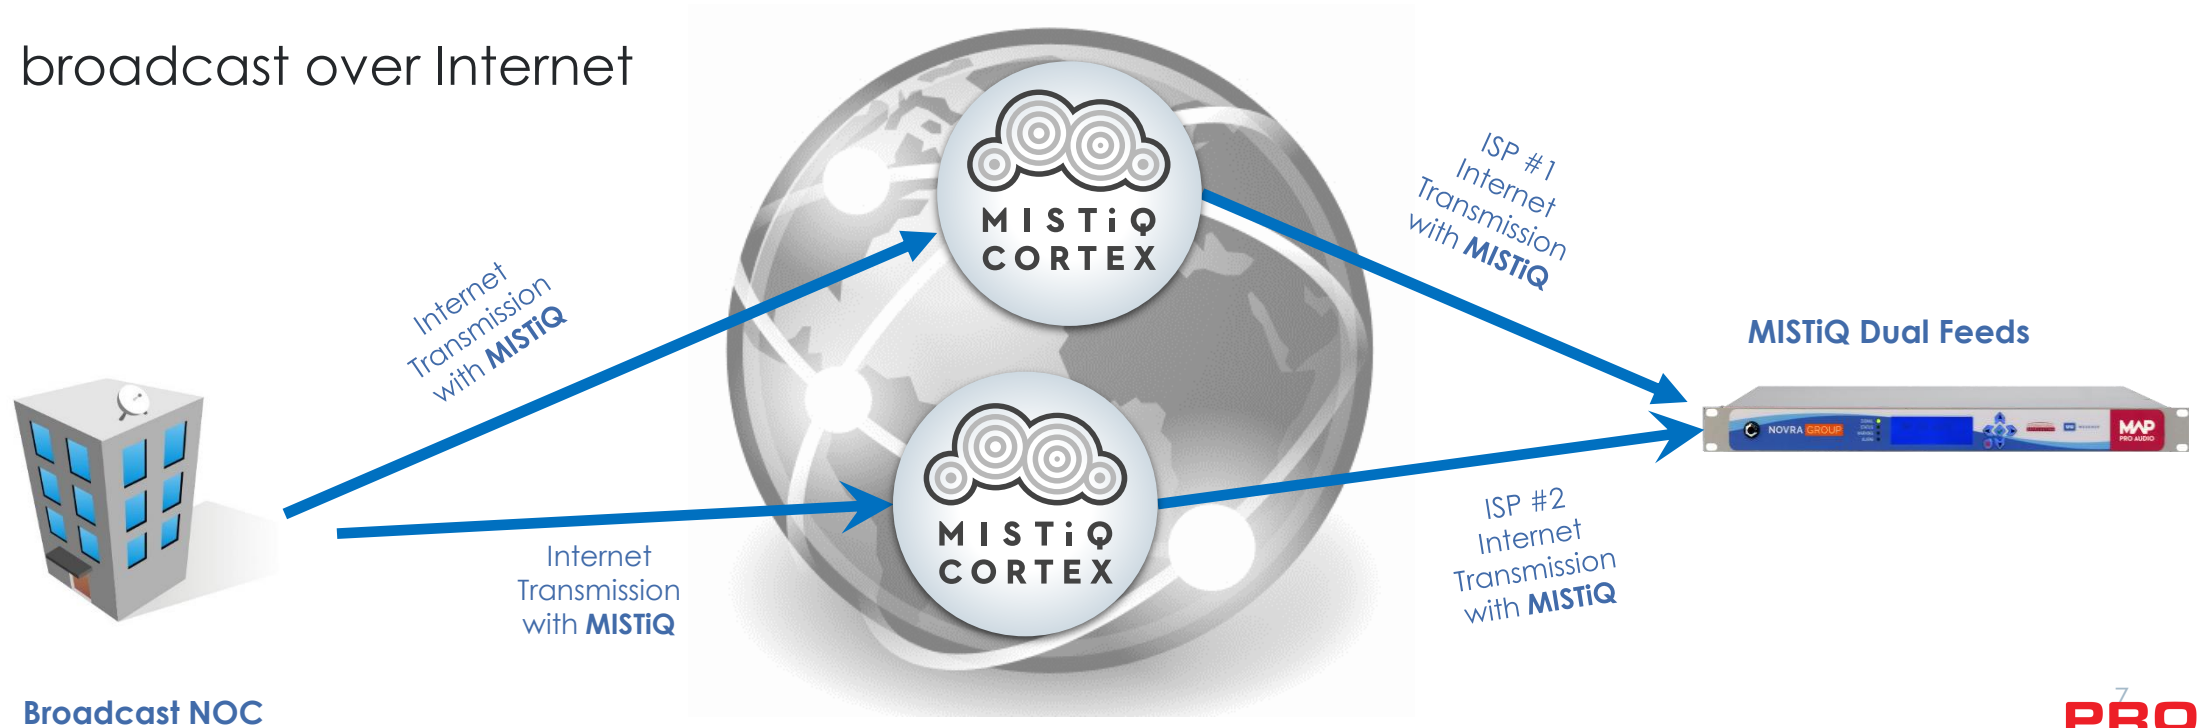 broadcast over Internet
MISTiQ
CORTEX
ISP #1
Internet
Transmission
with MISTiQ
Internet
Transmission
with MISTiQ
MISTiQ Dual Feeds
NOVRA GROUP
MAP
PRO AUDIO
MISTiQ
CORTEX
Internet
Transmission
with MISTiQ
ISP #2
Internet
Transmission
with MISTiQ
Broadcast NOC
7
PRO